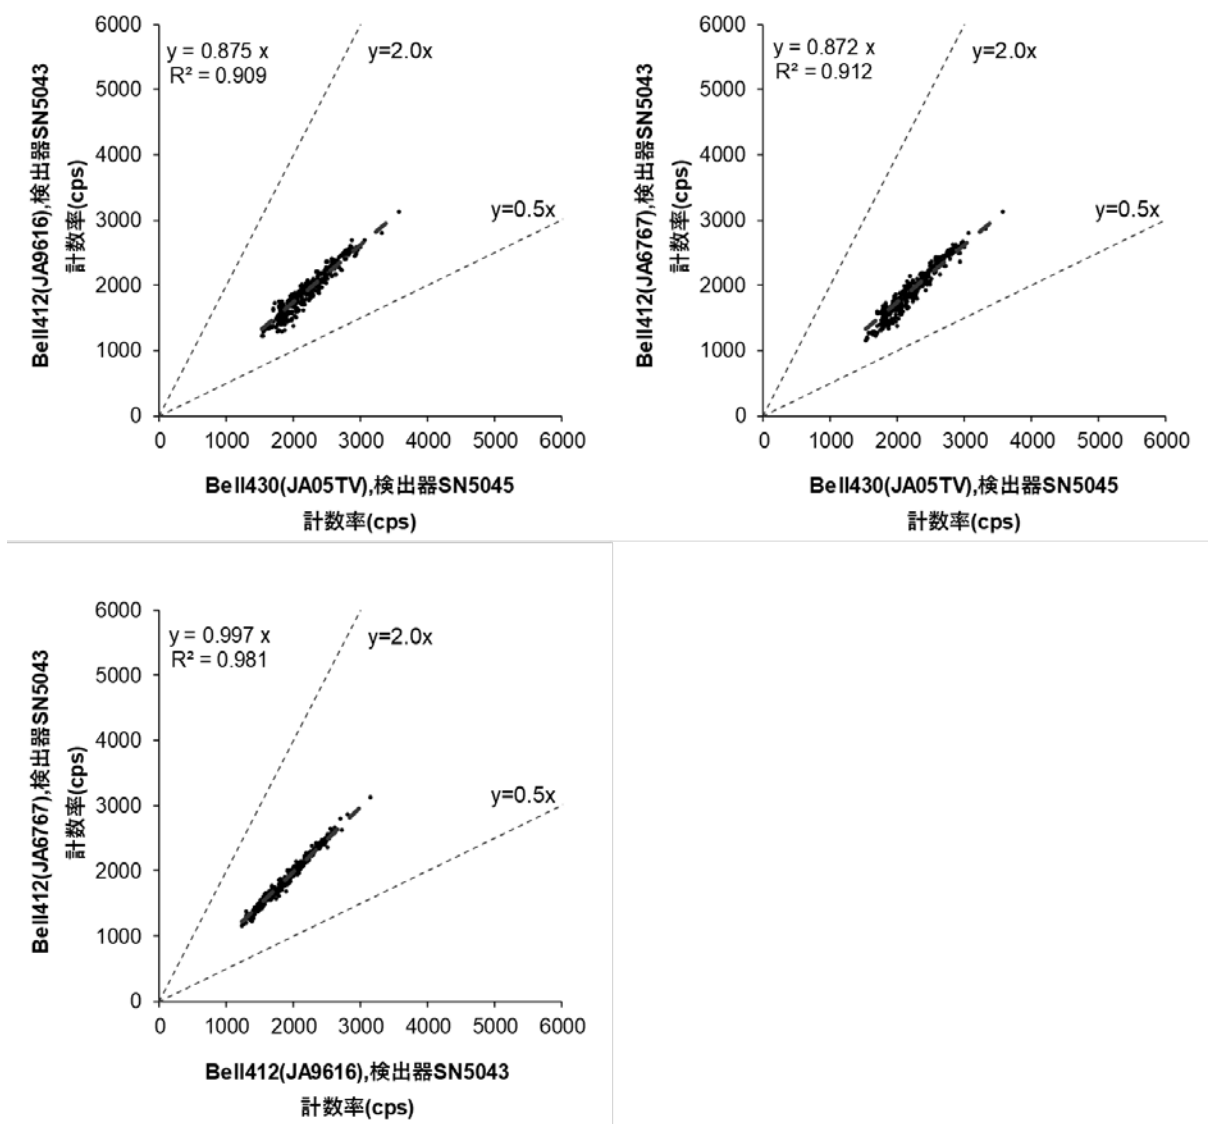 y = 0.875 x
R² = 0.909
y=2.0x
y=0.5x
6000
5000
4000
3000
2000
1000
0
Bell412(JA9616),検出器SN5043
計数率(cps)
0 1000 2000 3000 4000 5000 6000
Bell430(JA05TV),検出器SN5045
計数率(cps)
y = 0.872 x
R² = 0.912
y=2.0x
y=0.5x
6000
5000
4000
3000
2000
1000
0
Bell412(JA6767),検出器SN5043
計数率(cps)
0 1000 2000 3000 4000 5000 6000
Bell430(JA05TV),検出器SN5045
計数率(cps)
y = 0.997 x
R² = 0.981
y=2.0x
y=0.5x
6000
5000
4000
3000
2000
1000
0
Bell412(JA6767),検出器SN5043
計数率(cps)
0 1000 2000 3000 4000 5000 6000
Bell412(JA9616),検出器SN5043
計数率(cps)